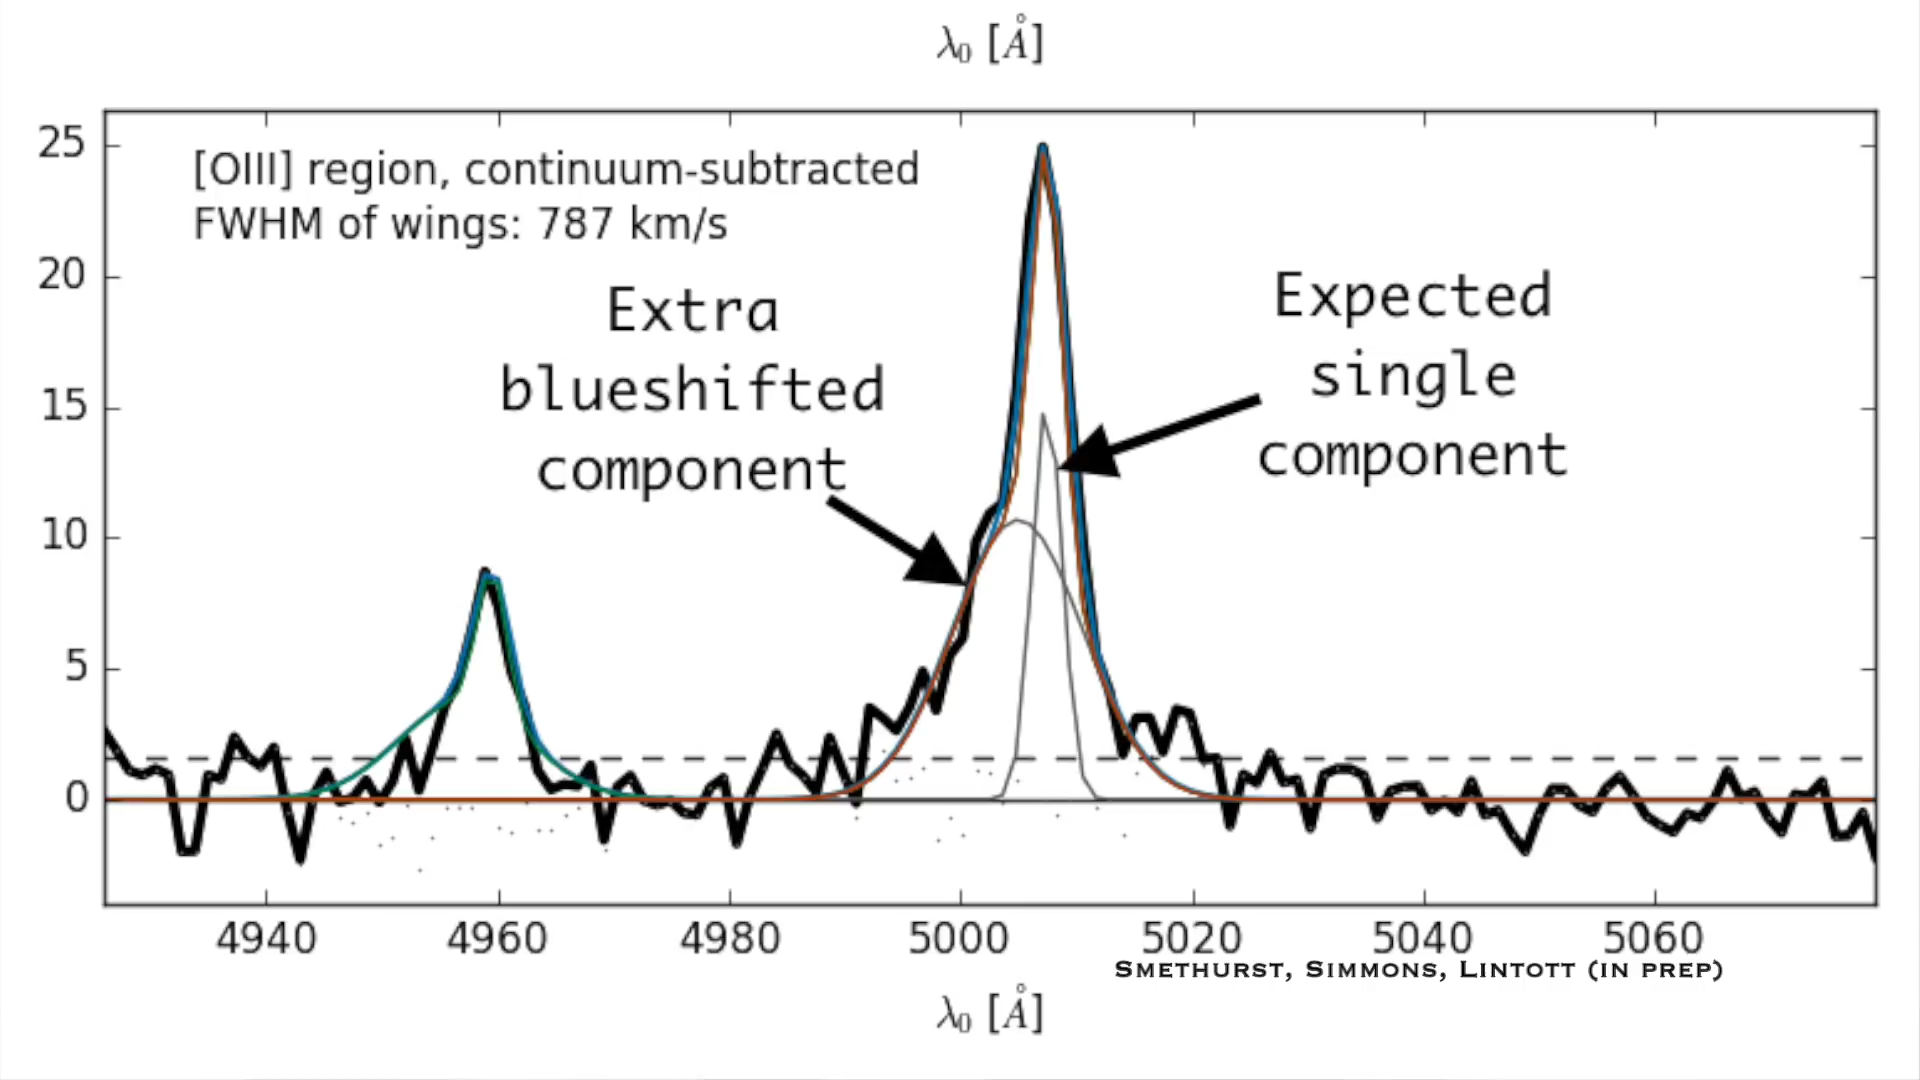 λ₀ [Å]
25
20
15
10
5
0
[OIII] region, continuum-subtracted
FWHM of wings: 787 km/s
Extra
blueshifted
component
Expected
single
component
4940 4960 4980 5000 5020 5040 5060
Smethurst, Simmons, Lintott (in prep)
λ₀ [Å]